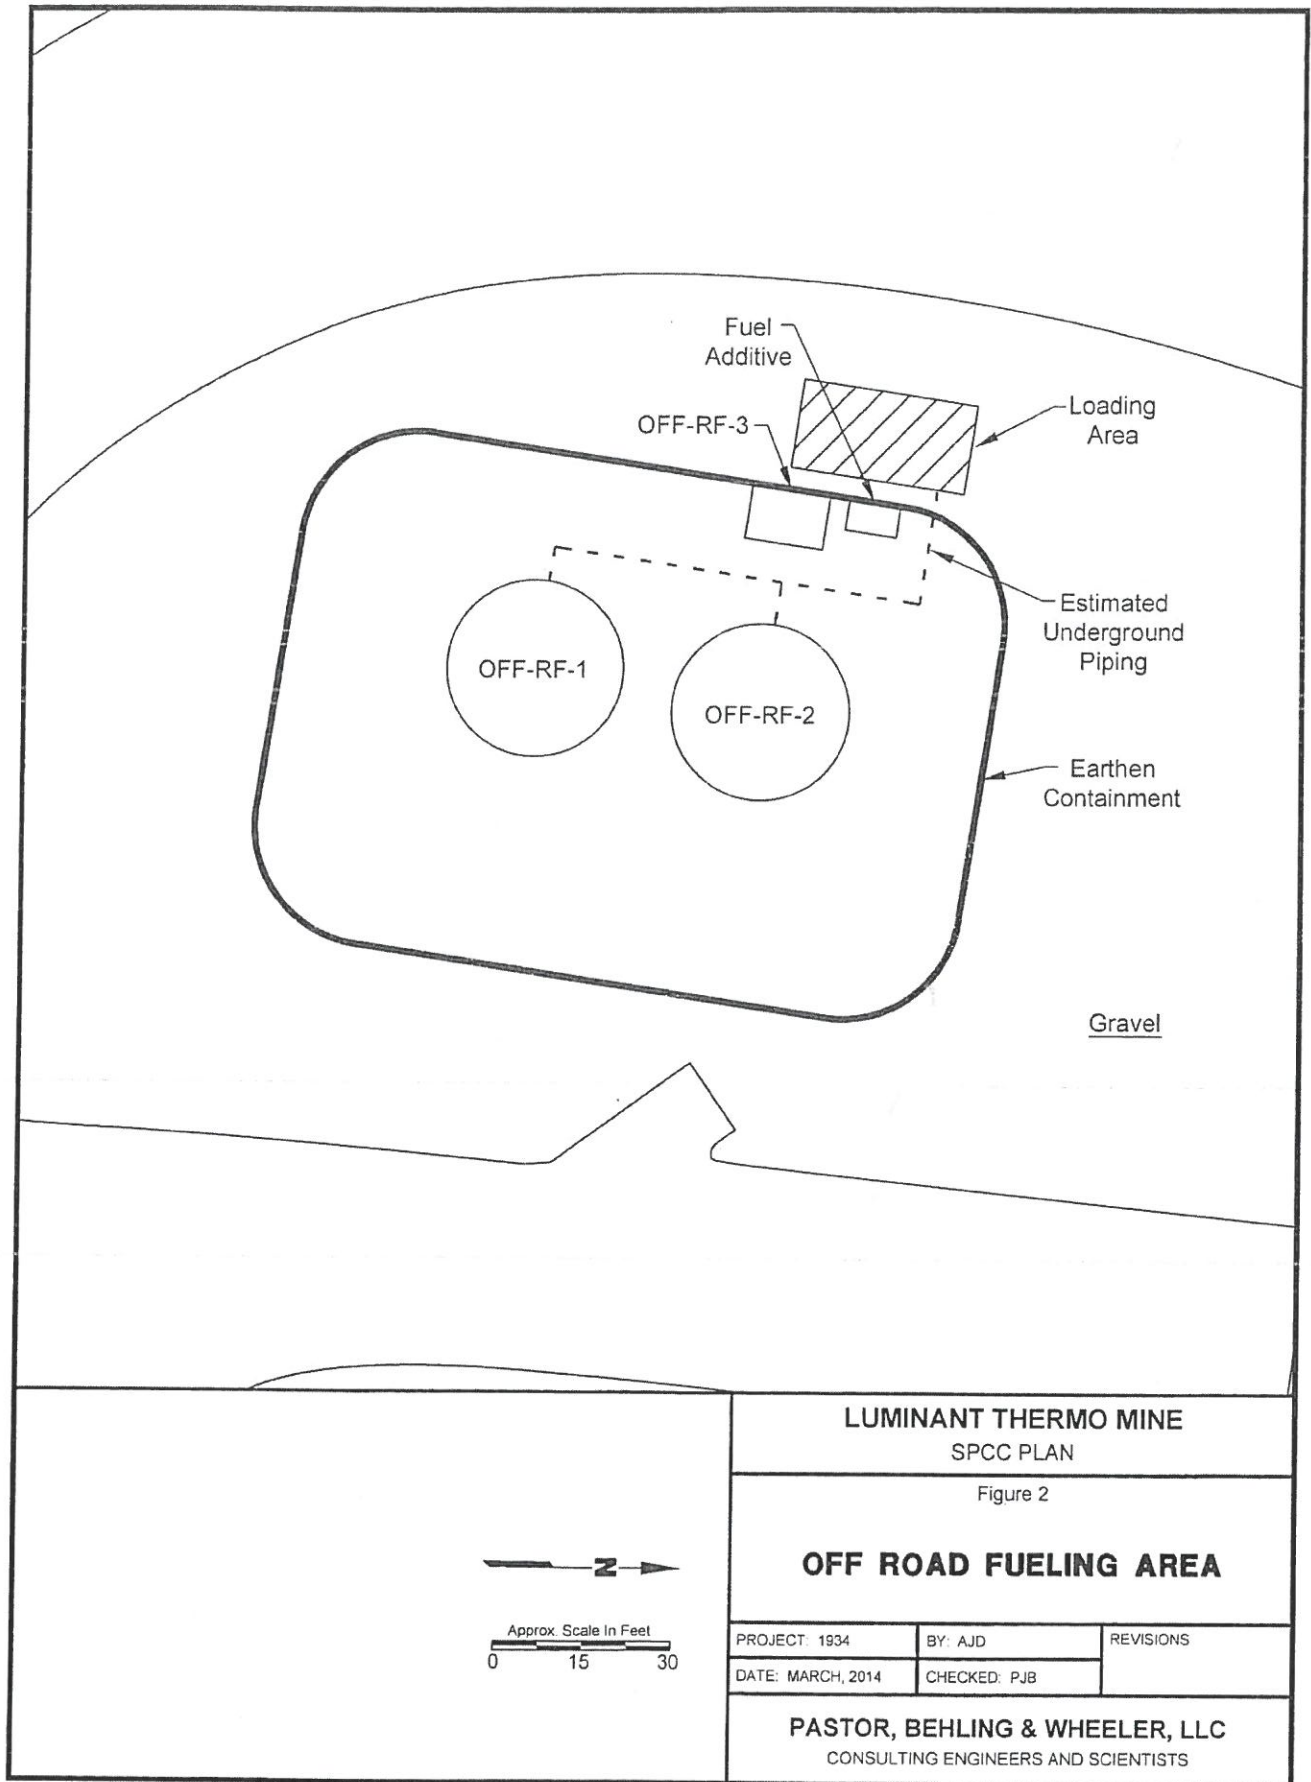 Fuel
Additive
OFF-RF-3
Loading
Area
OFF-RF-1
OFF-RF-2
Estimated
Underground
Piping
Earthen
Containment
Gravel
N
Approx. Scale In Feet
0 15 30
LUMINANT THERMO MINE
SPCC PLAN
Figure 2
OFF ROAD FUELING AREA
PROJECT: 1934 BY: AJD REVISIONS
DATE: MARCH, 2014 CHECKED: PJB
PASTOR, BEHLING & WHEELER, LLC
CONSULTING ENGINEERS AND SCIENTISTS